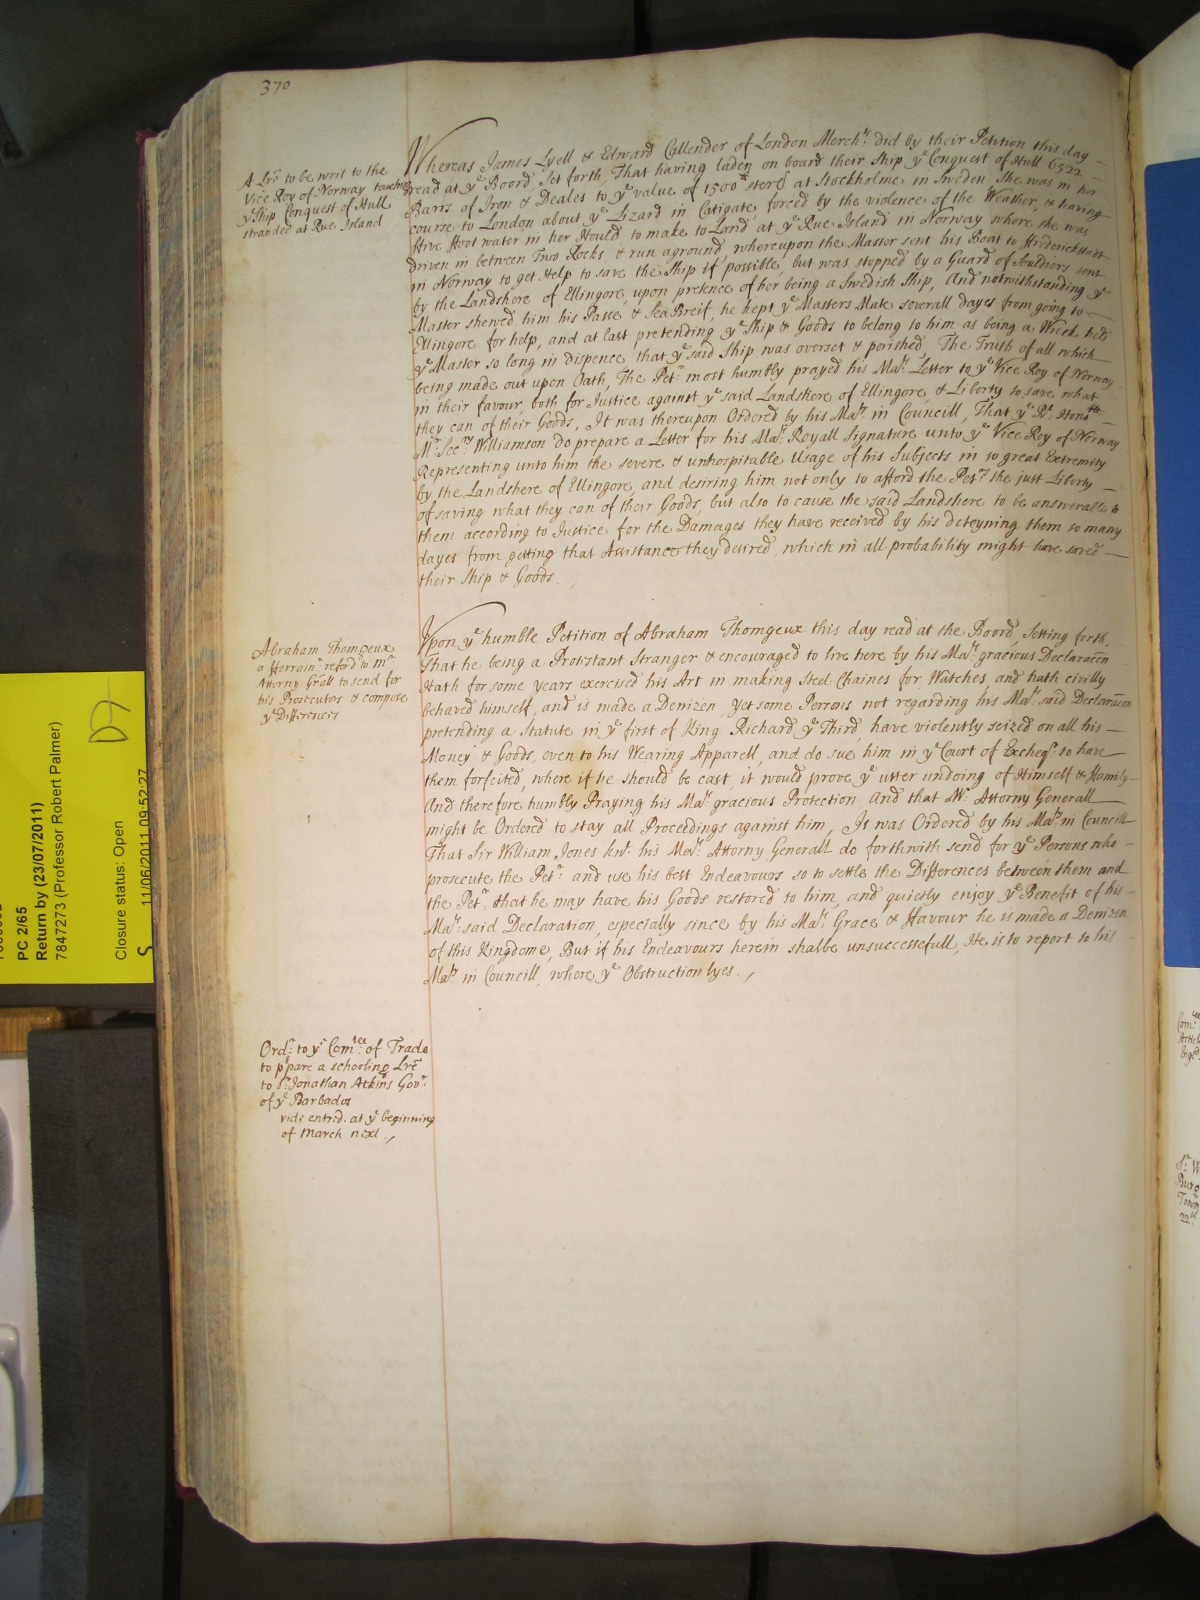 370
A Lr̃e to be writ to the
Vice Roy of Norway touching
yᵉ Ship Conquest of Hull
stranded at Rue Island
Whereas James Lyell & Edward Callender of London Merchᵗˢ did by their Petition this day
read at yᵉ Boord, set forth That having laden on board their Ship yᵉ Conquest of Hull 6522
Barrs of Iron & Deales to yᵉ value of 1500ˡ sterḡ at Stockholme in Sweden She was in her
course to London about yᵉ Lizard in Catigate, forced by the violence of the Weather, & having
ffive ffoot water in her Hould to make to Land at yᵉ Rue Island in Norway where she was
driven in between Two Rocks & run aground, whereupon the Master sent his Boat to ffriderickstadt
in Norway to get Help to save the Ship if possible, but was stopped by a Guard of Souldiers sent
by the Landshere of Ellingore, upon pretence of her being a Swedish Ship, And notwithstanding yᵉ
Master shewed him his Passe & Sea Breif, he kept yᵉ Masters Mate severall dayes from going to
Ellingore for help, and at last pretending yᵉ Ship & Goods to belong to him as being a Wreck held
yᵉ Master so long in dispence that yᵉ said Ship was overset & perished, The Truth of all which
being made out upon Oath, The Petʳˢ most humbly prayed his Maᵗˢ Letter to yᵉ Vice Roy of Norway
in their favour, both for Justice against yᵉ said Landshere of Ellingore, & Liberty to save what
they can of their Goods, It was thereupon Ordered by his Maᵗʸ in Councill, That yᵉ Rᵗ Honoᵇˡᵉ
Mʳ Secʳʸ Williamson do prepare a Letter for his Maᵗˢ Royall Signature unto yᵉ Vice Roy of Norway
Representing unto him the severe & unhospitable Usage of his Subjects in so great Extremity
by the Landshere of Ellingore, and desiring him not only to afford the Petʳˢ the just Liberty
of saving what they can of their Goods, but also to cause the said Landshere to be answerable to
them according to Justice for the Damages they have received by his deteyning them so many
dayes from getting that Assistance they desired, which in all probability might have saved
their Ship & Goods.
Abraham Thomgeux
a fforrainʳ referd to mʳ
Attorny Gr̃all to send for
his Prosecutors & compose
yᵉ Differences
Upon yᵉ humble Petition of Abraham Thomgeux this day read at the Boord, Setting forth
That he being a Protestant Stranger & encouraged to live here by his Maᵗˢ gracious Declarac̃on
Hath for some years exercised his Art in making Steel Chaines for Watches, and hath civilly
behaved himself, and is made a Denizen, yet some Persons not regarding his Maᵗˢ said Declarac̃on
pretending a Statute in yᵉ first of King Richard yᵉ Third, have violently seized on all his
Money & Goods, even to his Wearing Apparell, and do sue him in yᵉ Court of Excheqʳ to have
them forfeited, where if he should be cast, it would prove yᵉ utter undoing of Himself & ffamily
And therefore humbly Praying his Maᵗˢ gracious Protection And that Mʳ Attorny Generall
might be Ordered to stay all Proceedings against him, It was Ordered by his Maᵗʸ in Councill
That Sir William Jones knᵗ his Maᵗˢ Attorny Generall do forthwith send for yᵉ Persons who
prosecute the Petʳ and use his best Endeavours so to settle the Differences between them and
the Petʳ that he may have his Goods restored to him, and quietly enjoy yᵉ Benefit of his
Maᵗˢ said Declaration, especially since by his Maᵗˢ Grace & ffavour he is made a Denizen
of this Kingdome, But if his Endeavours herein shalbe unsuccessefull, He is to report to his
Maᵗʸ in Councill, where yᵉ Obstruction lyes.,
Ordʳ to yᵉ Comᵗᵉᵉ of Trade
to p̱pare a schooling Lr̃e
to Sʳ Jonathan Atkins Govʳ
of yᵉ Barbados
vide entred. at yᵉ beginning
of March next.,
PC 2/65
Return by (23/07/2011)
7847273 (Professor Robert Palmer)
Closure status: Open
S 11/06/2011 09:52:27